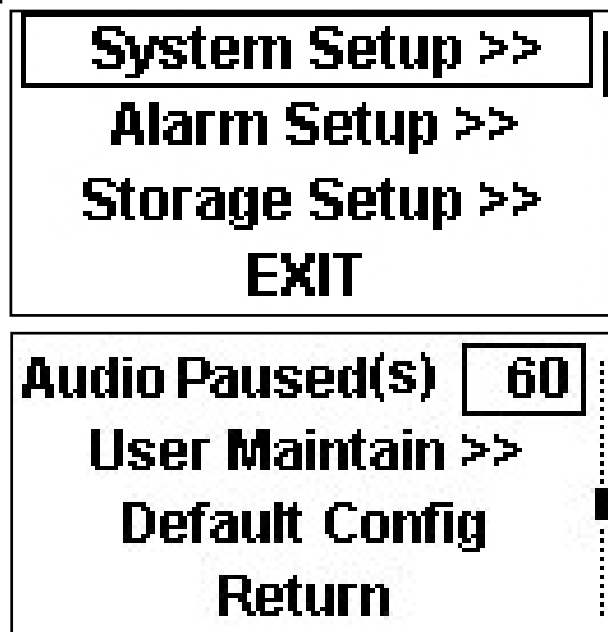 System Setup >>
Alarm Setup >>
Storage Setup >>
EXIT
Audio Paused(s) 60
User Maintain >>
Default Config
Return